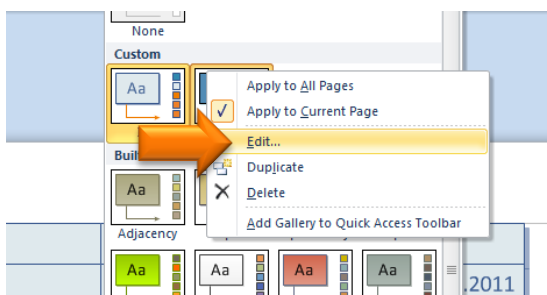 None
Custom
Aa
Apply to All Pages
Apply to Current Page
Edit...
Built
Duplicate
Aa
Delete
Adjacency
Add Gallery to Quick Access Toolbar
Aa Aa Aa Aa
.2011